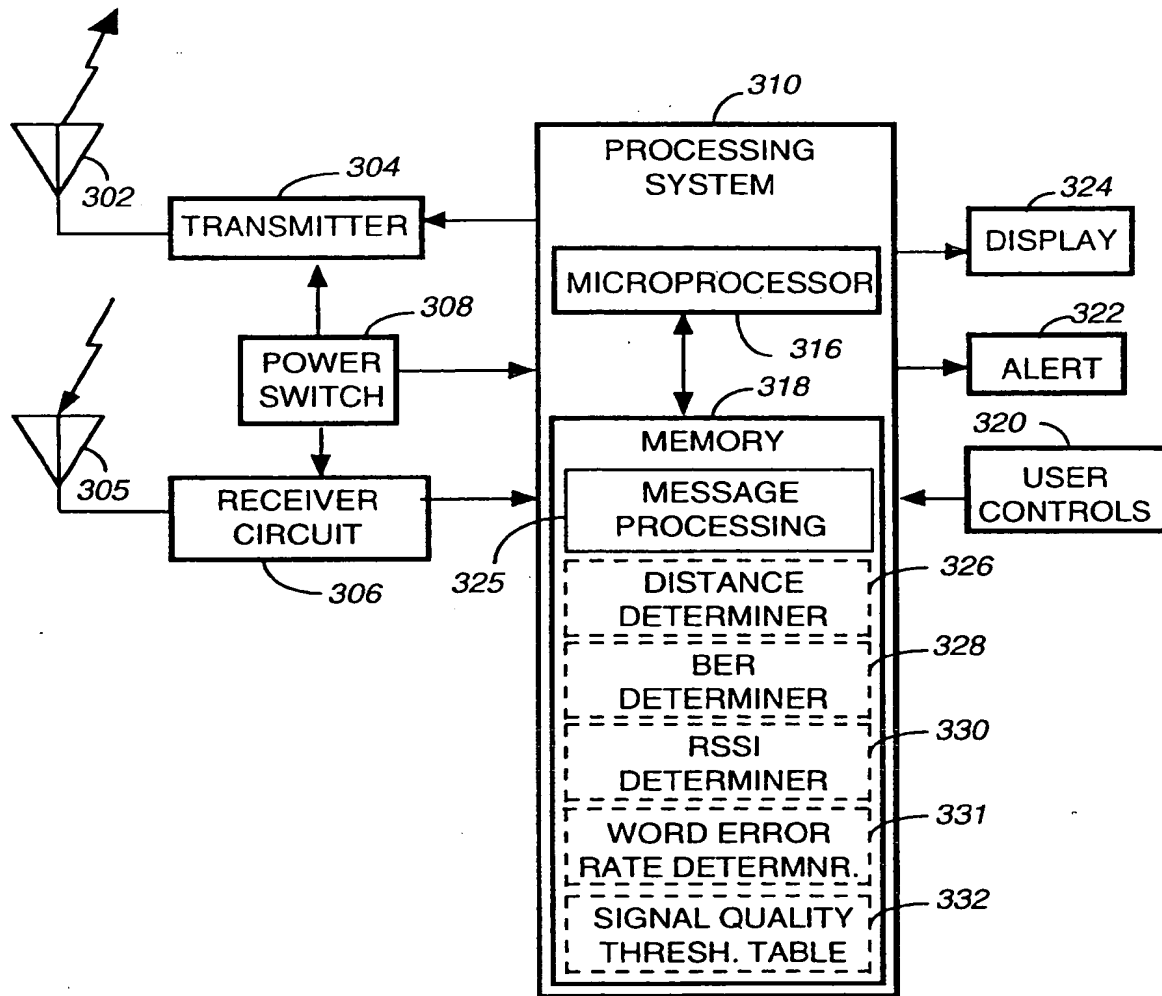 310
PROCESSING
SYSTEM
302
304
TRANSMITTER
324
DISPLAY
MICROPROCESSOR
316
308
POWER
SWITCH
322
ALERT
318
MEMORY
320
USER
CONTROLS
305
RECEIVER
CIRCUIT
306
MESSAGE
PROCESSING
325
DISTANCE
DETERMINER
326
BER
DETERMINER
328
RSSI
DETERMINER
330
WORD ERROR
RATE DETERMNR.
331
SIGNAL QUALITY
THRESH. TABLE
332